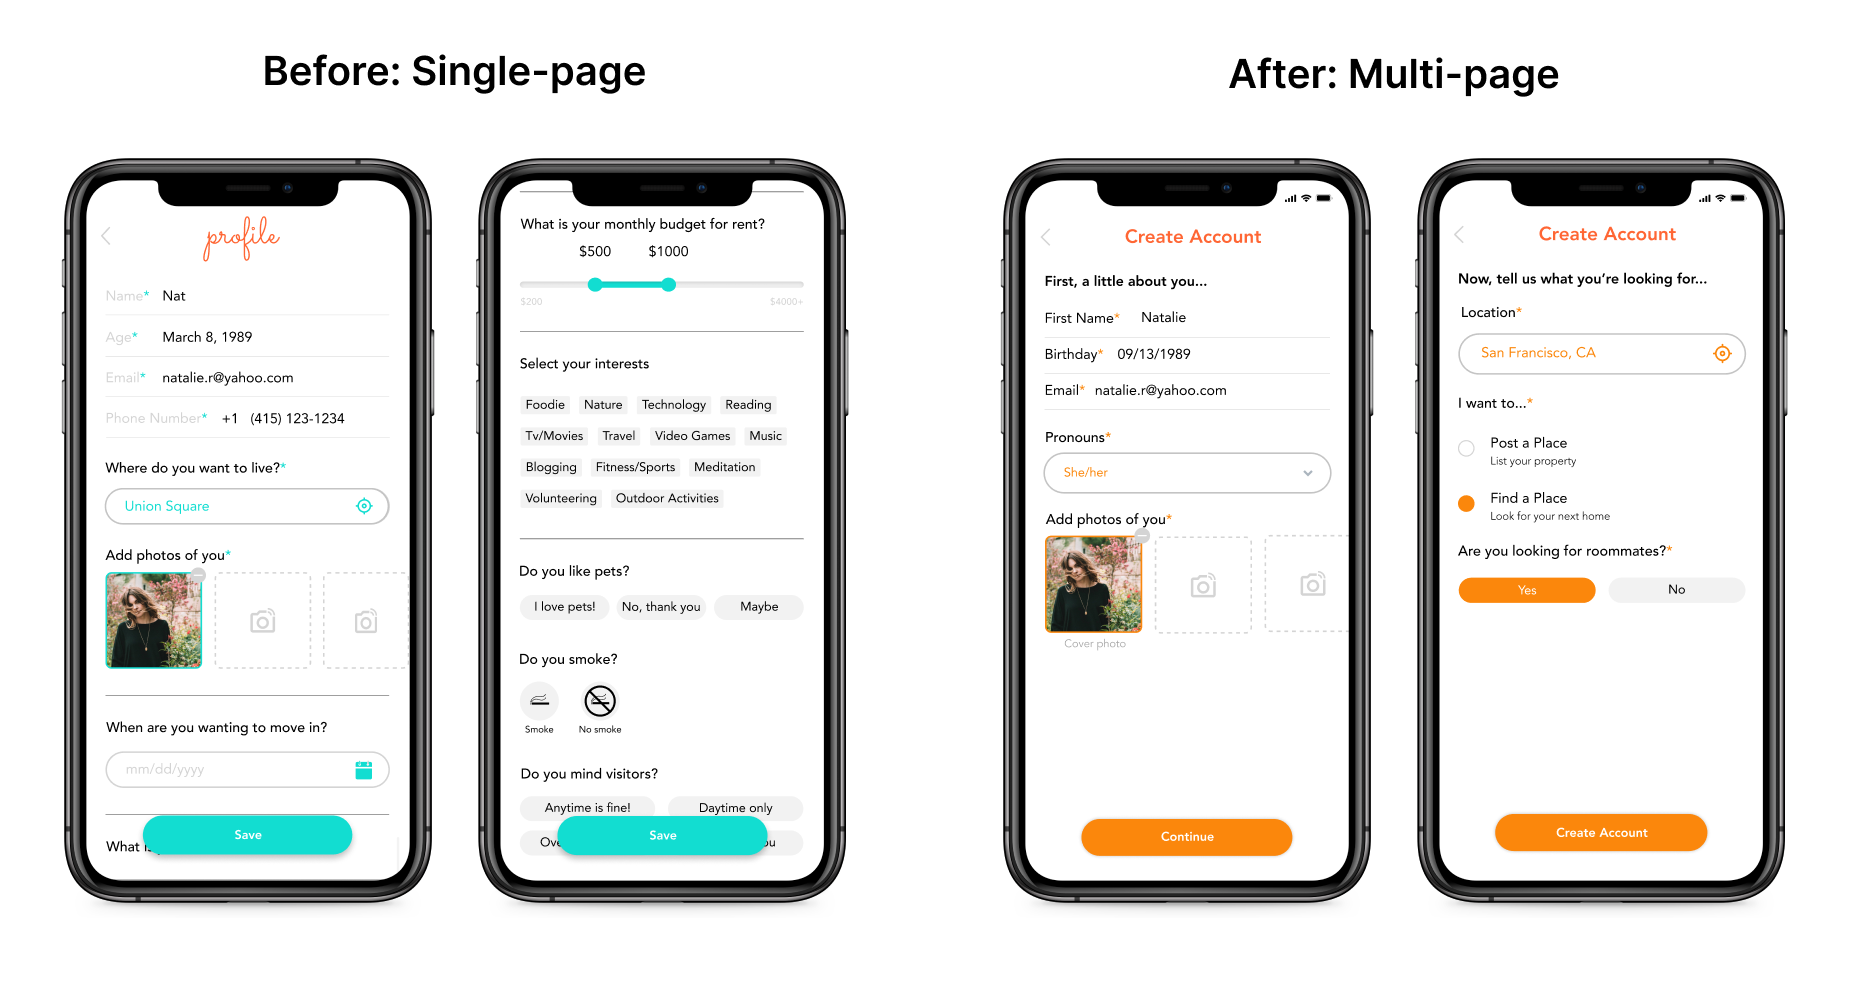 Before: Single-page
profile
Name* Nat
Age* March 8, 1989
Email* natalie.r@yahoo.com
Phone Number* +1 (415) 123-1234
Where do you want to live?*
Union Square
Add photos of you*
When are you wanting to move in?
mm/dd/yyyy
Save
What
What is your monthly budget for rent?
$500 $1000
$200 $4000+
Select your interests
Foodie Nature Technology Reading
Tv/Movies Travel Video Games Music
Blogging Fitness/Sports Meditation
Volunteering Outdoor Activities
Do you like pets?
I love pets! No, thank you Maybe
Do you smoke?
Smoke No smoke
Do you mind visitors?
Anytime is fine! Daytime only
Save
After: Multi-page
Create Account
First, a little about you...
First Name* Natalie
Birthday* 09/13/1989
Email* natalie.r@yahoo.com
Pronouns*
She/her
Add photos of you*
Cover photo
Continue
Create Account
Now, tell us what you’re looking for...
Location*
San Francisco, CA
I want to...*
Post a Place
List your property
Find a Place
Look for your next home
Are you looking for roommates?*
Yes No
Create Account